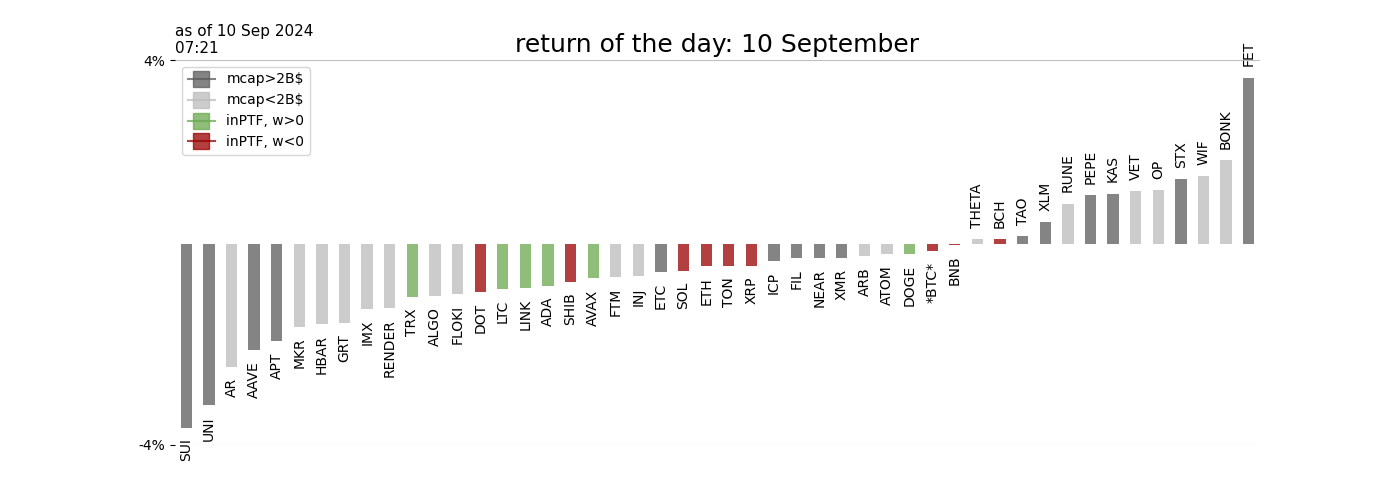 as of 10 Sep 2024
07:21
return of the day: 10 September
4%
-4%
mcap>2B$
mcap<2B$
inPTF, w>0
inPTF, w<0
SUI
UNI
AR
AAVE
APT
MKR
HBAR
GRT
IMX
RENDER
TRX
ALGO
FLOKI
DOT
LTC
LINK
ADA
SHIB
AVAX
FTM
INJ
ETC
SOL
ETH
TON
XRP
ICP
FIL
NEAR
XMR
ARB
ATOM
DOGE
*BTC*
BNB
THETA
BCH
TAO
XLM
RUNE
PEPE
KAS
VET
OP
STX
WIF
BONK
FET